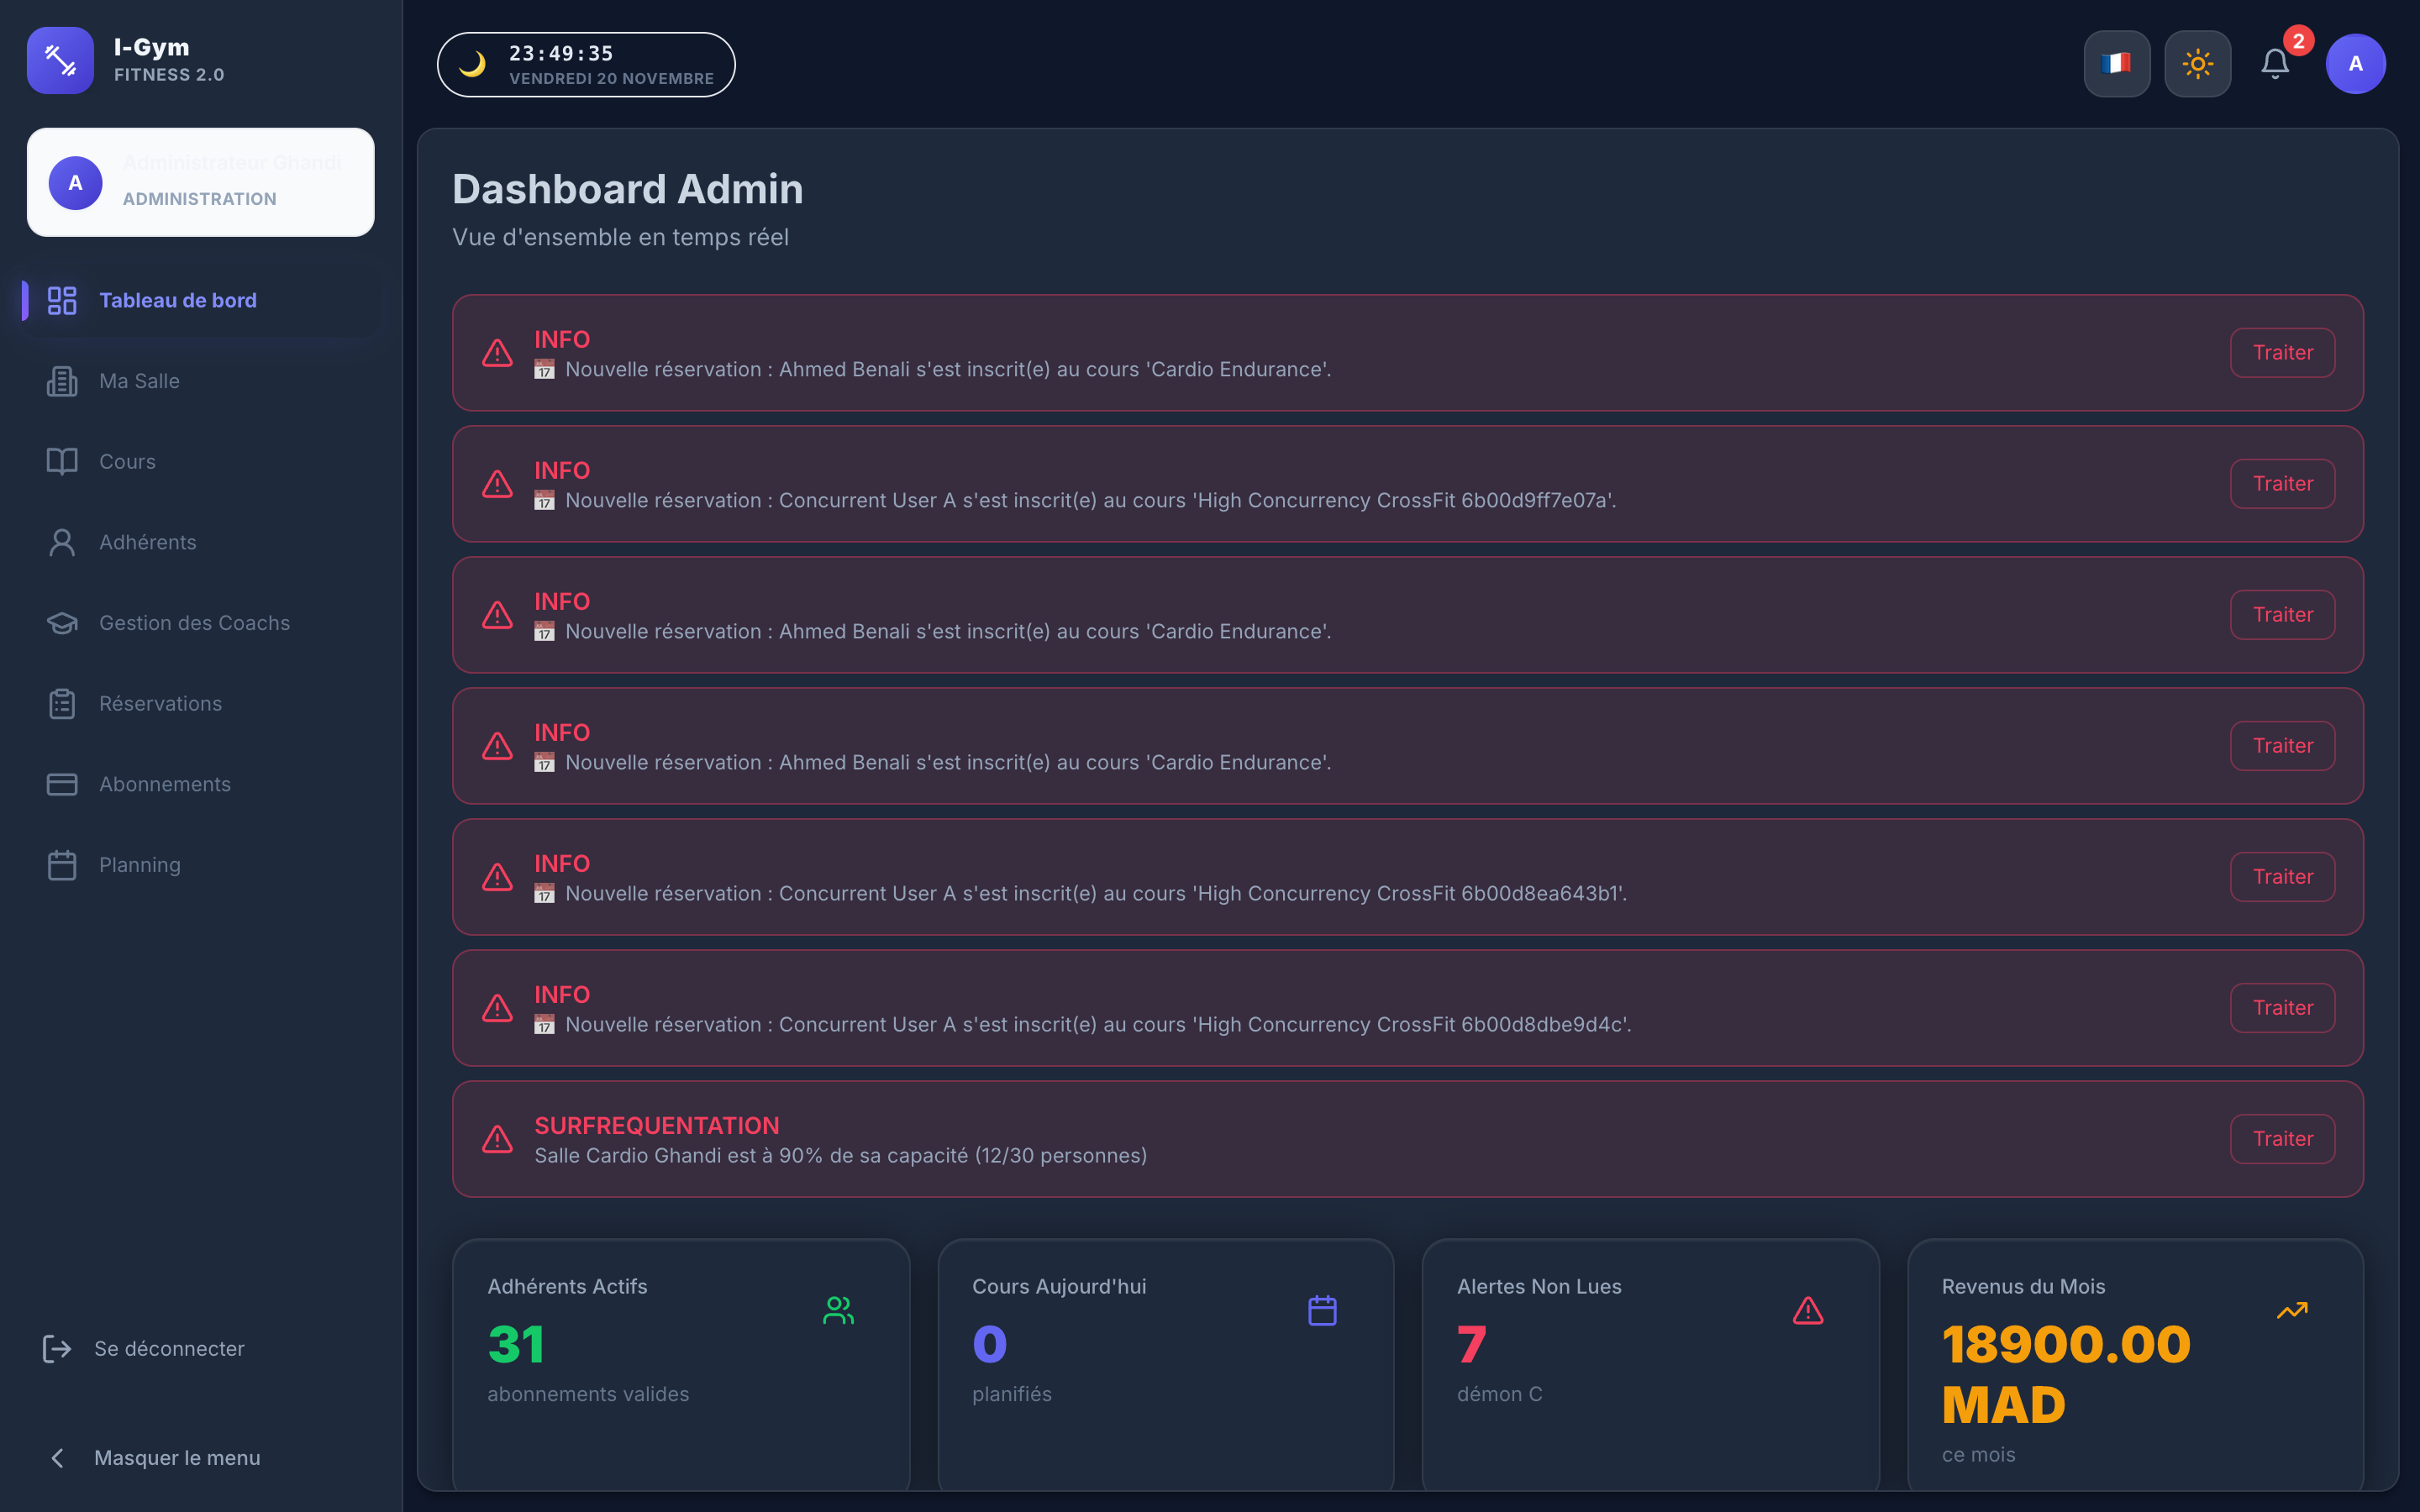 I-Gym
FITNESS 2.0
A
Administrateur Ghandi
ADMINISTRATION
Tableau de bord
Ma Salle
Cours
Adhérents
Gestion des Coachs
Réservations
Abonnements
Planning
Se déconnecter
Masquer le menu
23:49:35
VENDREDI 20 NOVEMBRE
2
A
Dashboard Admin
Vue d'ensemble en temps réel
INFO
📅 Nouvelle réservation : Ahmed Benali s'est inscrit(e) au cours 'Cardio Endurance'.
Traiter
INFO
📅 Nouvelle réservation : Concurrent User A s'est inscrit(e) au cours 'High Concurrency CrossFit 6b00d9ff7e07a'.
Traiter
INFO
📅 Nouvelle réservation : Ahmed Benali s'est inscrit(e) au cours 'Cardio Endurance'.
Traiter
INFO
📅 Nouvelle réservation : Ahmed Benali s'est inscrit(e) au cours 'Cardio Endurance'.
Traiter
INFO
📅 Nouvelle réservation : Concurrent User A s'est inscrit(e) au cours 'High Concurrency CrossFit 6b00d8ea643b1'.
Traiter
INFO
📅 Nouvelle réservation : Concurrent User A s'est inscrit(e) au cours 'High Concurrency CrossFit 6b00d8dbe9d4c'.
Traiter
SURFREQUENTATION
Salle Cardio Ghandi est à 90% de sa capacité (12/30 personnes)
Traiter
Adhérents Actifs
31
abonnements valides
Cours Aujourd'hui
0
planifiés
Alertes Non Lues
7
démon C
Revenus du Mois
18900.00
MAD
ce mois